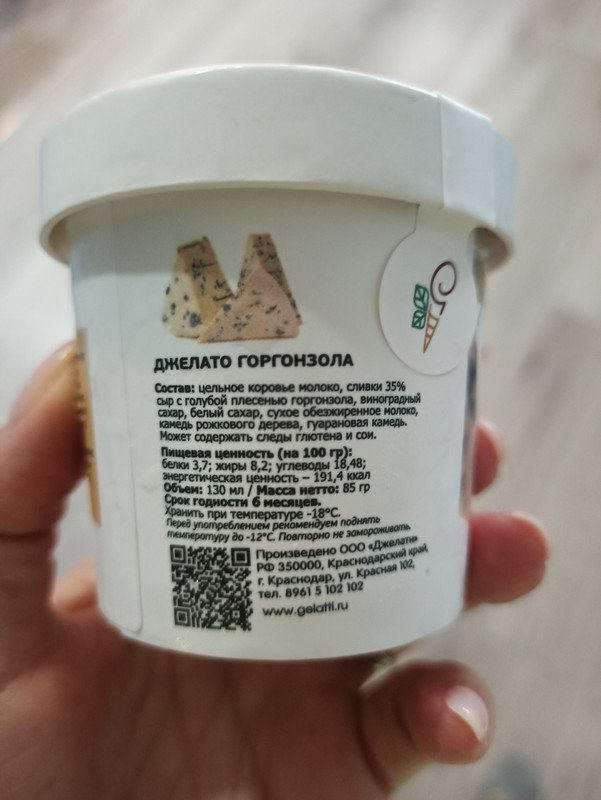 ДЖЕЛАТО ГОРГОНЗОЛА
Состав: цельное коровье молоко, сливки 35%
сыр с голубой плесенью горгонзола, виноградный
сахар, белый сахар, сухое обезжиренное молоко,
камедь рожкового дерева, гуарановая камедь.
Может содержать следы глютена и сои.
Пищевая ценность (на 100 гр):
белки 3,7; жиры 8,2; углеводы 18,48;
энергетическая ценность – 191,4 ккал
Объем: 130 мл / Масса нетто: 85 гр
Срок годности 6 месяцев.
Хранить при температуре -18°С.
Перед употреблением рекомендуем поднять
температуру до -12°С. Повторно не замораживать.
Произведено ООО «Джелати»
РФ 350000, Краснодарский край,
г. Краснодар, ул. Красная 102,
тел. 8961 5 102 102
www.gelatti.ru